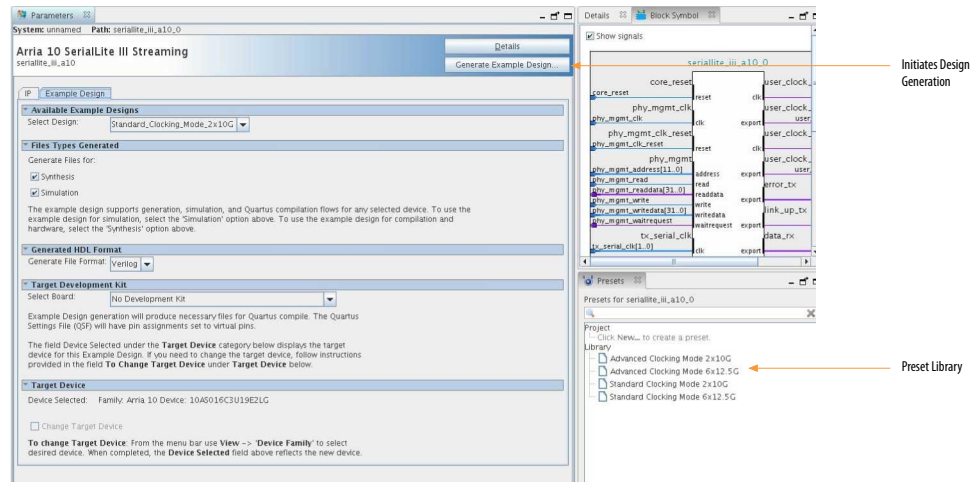 Parameters
System: unnamed Path: seriallite_iii_a10_0
Arria 10 SerialLite III Streaming
seriallite_iii_a10
Details
Generate Example Design...
IP Example Design
Available Example Designs
Select Design: Standard_Clocking_Mode_2x10G
Files Types Generated
Generate Files for:
Synthesis
Simulation
The example design supports generation, simulation, and Quartus compilation flows for any selected device. To use the
example design for simulation, select the 'Simulation' option above. To use the example design for compilation and
hardware, select the 'Synthesis' option above.
Generated HDL Format
Generate File Format: Verilog
Target Development Kit
Select Board: No Development Kit
Example Design generation will produce necessary files for Quartus compile. The Quartus
Settings File (QSF) will have pin assignments set to virtual pins.
The field Device Selected under the Target Device category below displays the target
device for this Example Design. If you need to change the target device, follow instructions
provided in the field To Change Target Device under Target Device below.
Target Device
Device Selected: Family: Arria 10 Device: 10AS016C3U19E2LG
Change Target Device
To change Target Device: From the menu bar use View -> 'Device Family' to select
desired device. When completed, the Device Selected field above reflects the new device.
Details Block Symbol
Show signals
seriallite_iii_a10_0
core_reset user_clock_
core_reset
reset clk
phy_mgmt_clk user_clock_
phy_mgmt_clk user
clk export
phy_mgmt_clk_reset user_clock_
phy_mgmt_clk_reset
reset clk
phy_mgmt user_clock_
phy_mgmt_address[11..0] user
address export
phy_mgmt_read
read error_tx
phy_mgmt_readdata[31..0]
readdata
phy_mgmt_write
write export
phy_mgmt_writedata[31..0]
writedata link_up_tx
phy_mgmt_waitrequest
waitrequest export
tx_serial_clk data_rx
tx_serial_clk[1..0]
clk export
Presets
Presets for seriallite_iii_a10_0
Project
Click New... to create a preset.
Library
Advanced Clocking Mode 2x10G
Advanced Clocking Mode 6x12.5G
Standard Clocking Mode 2x10G
Standard Clocking Mode 6x12.5G
Initiates Design
Generation
Preset Library